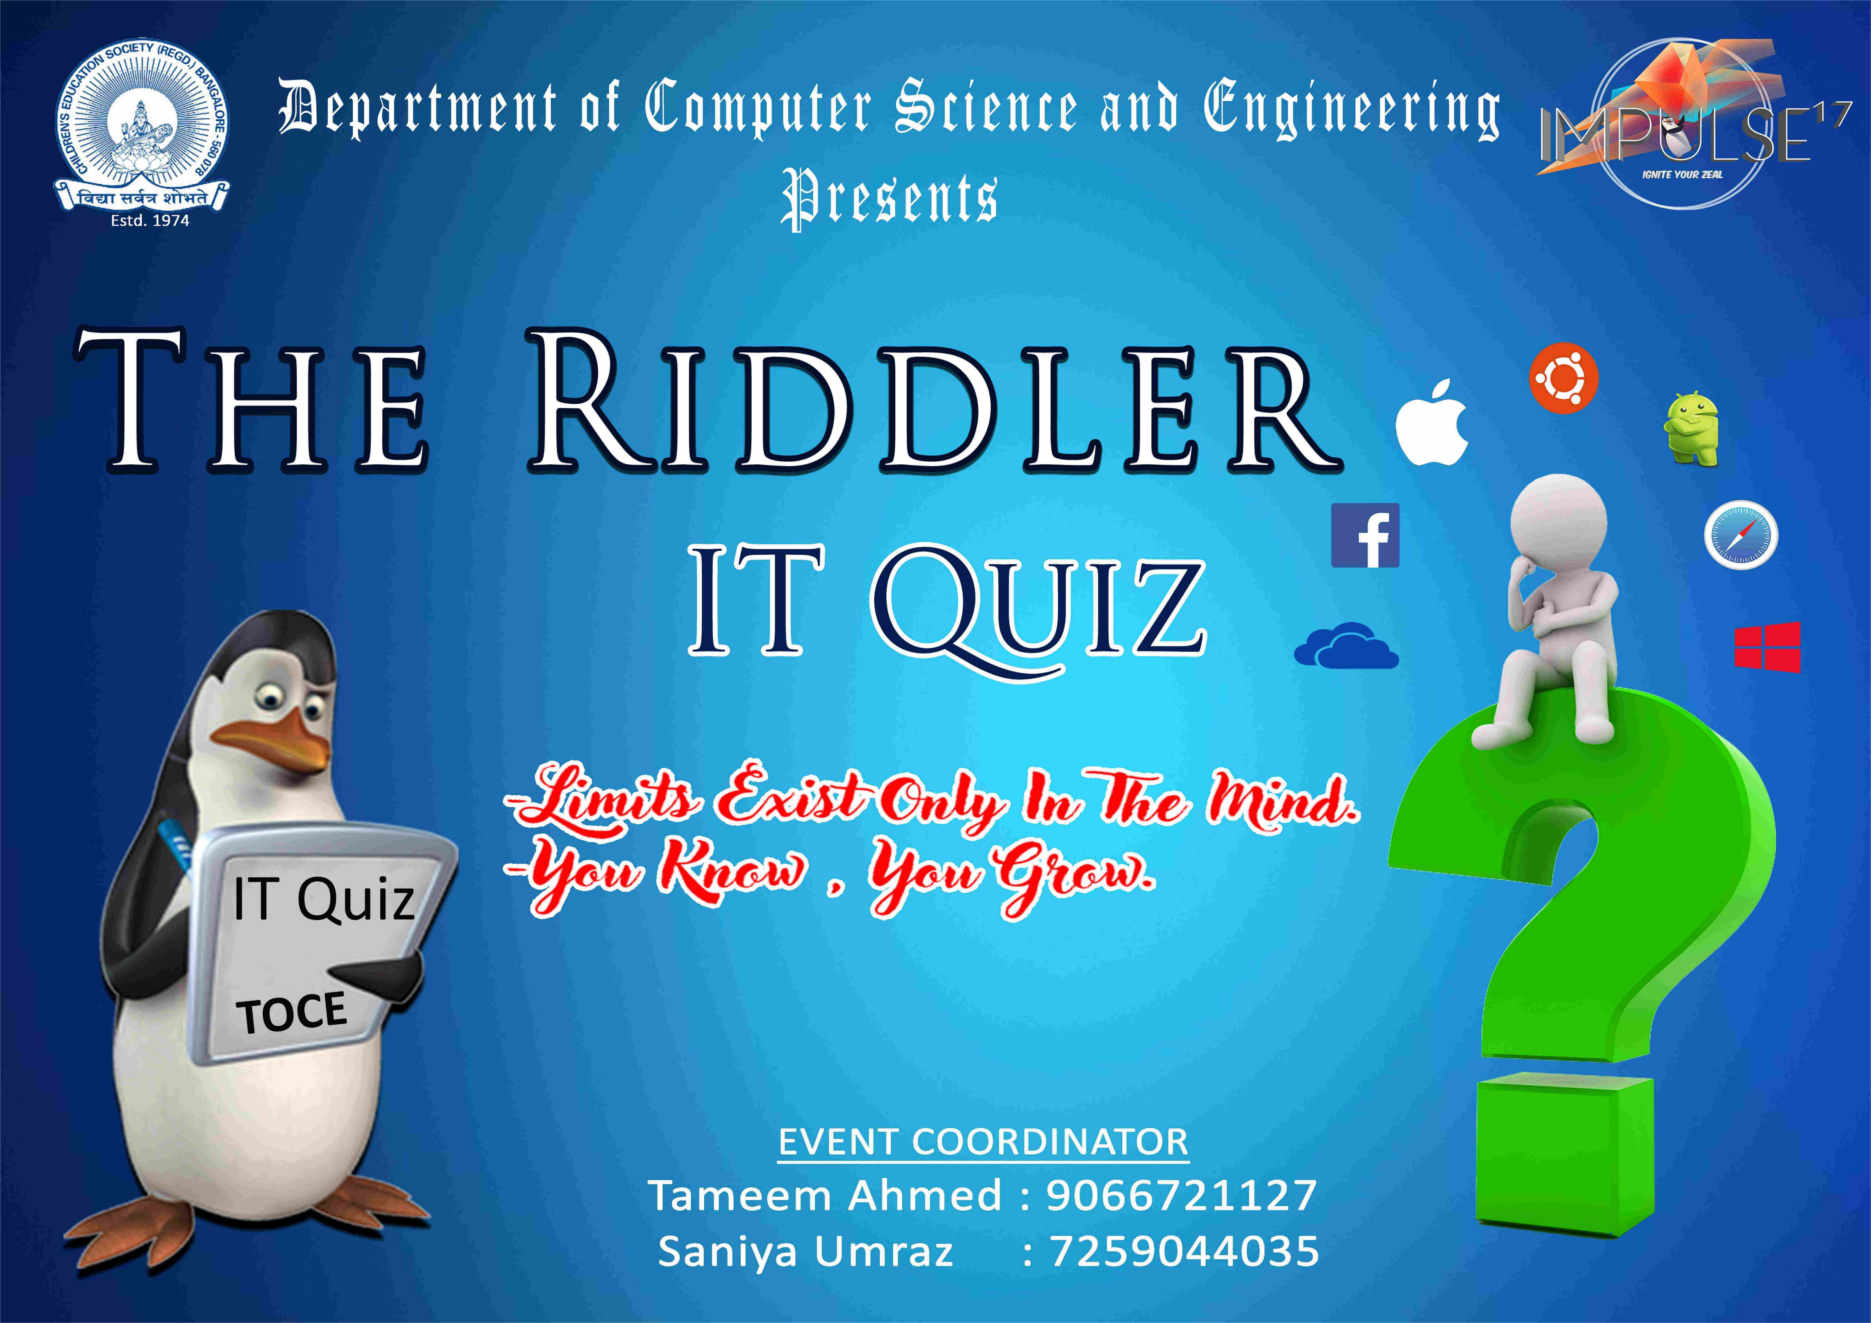 CHILDREN'S EDUCATION SOCIETY (REGD.) BANGALORE - 560 078
विद्या सर्वत्र शोभते
Estd. 1974
Department of Computer Science and Engineering
Presents
IMPULSE'17
IGNITE YOUR ZEAL
THE RIDDLER
IT QUIZ
-Limits Exist Only In The Mind.
-You Know , You Grow.
IT Quiz
TOCE
EVENT COORDINATOR
Tameem Ahmed : 9066721127
Saniya Umraz : 7259044035